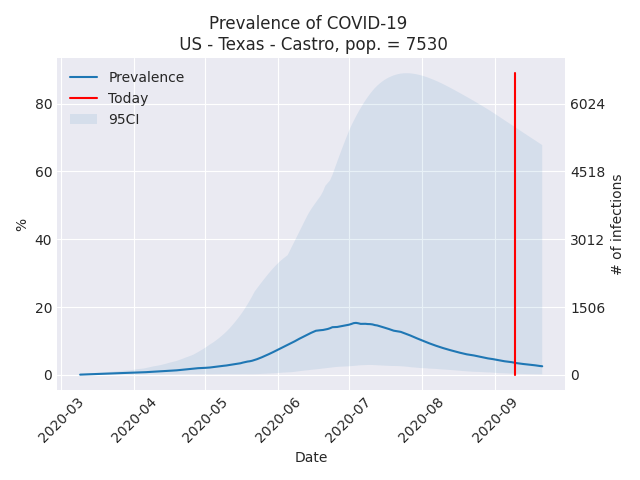 Prevalence of COVID-19
US - Texas - Castro, pop. = 7530
Prevalence
Today
95CI
%
80
60
40
20
0
# of infections
6024
4518
3012
1506
0
2020-03
2020-04
2020-05
2020-06
2020-07
2020-08
2020-09
Date